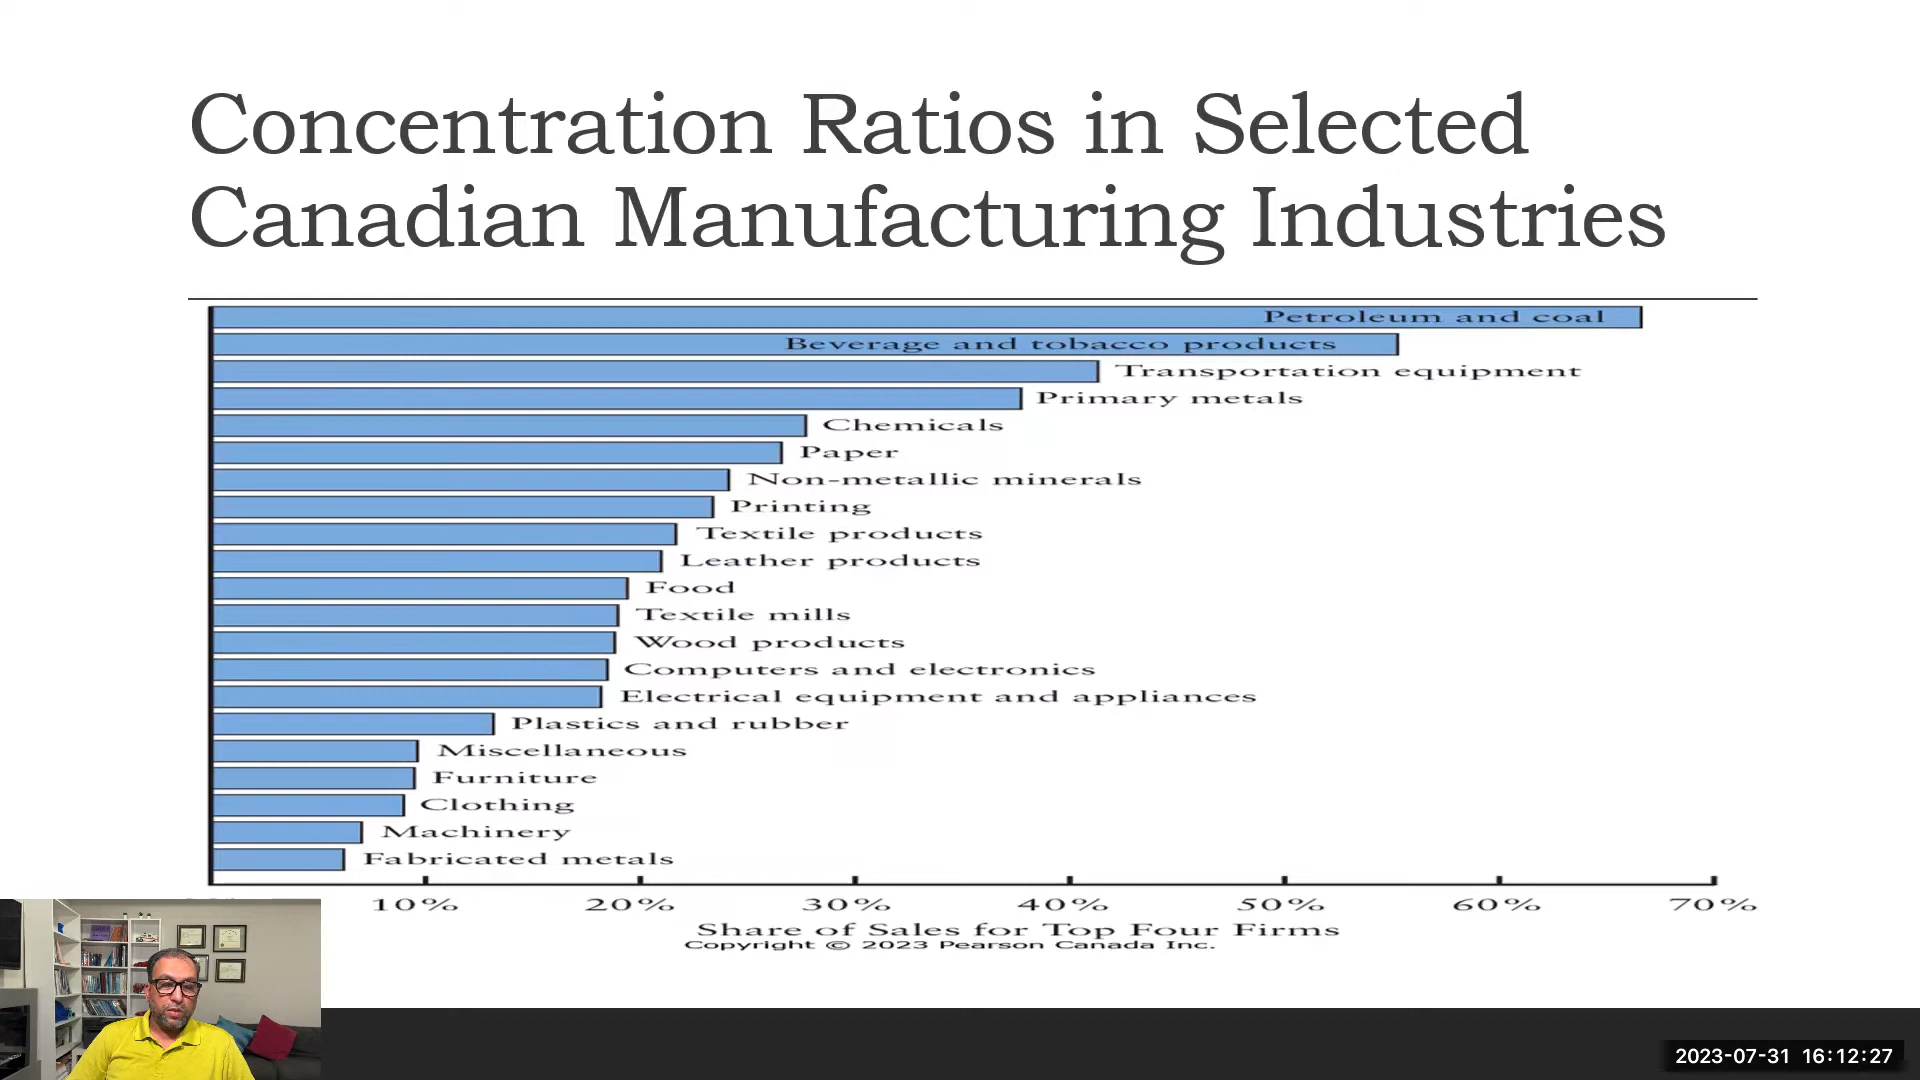 Concentration Ratios in Selected
Canadian Manufacturing Industries
Petroleum and coal
Beverage and tobacco products
Transportation equipment
Primary metals
Chemicals
Paper
Non-metallic minerals
Printing
Textile products
Leather products
Food
Textile mills
Wood products
Computers and electronics
Electrical equipment and appliances
Plastics and rubber
Miscellaneous
Furniture
Clothing
Machinery
Fabricated metals
10% 20% 30% 40% 50% 60% 70%
Share of Sales for Top Four Firms
Copyright © 2023 Pearson Canada Inc.
2023-07-31 16:12:27